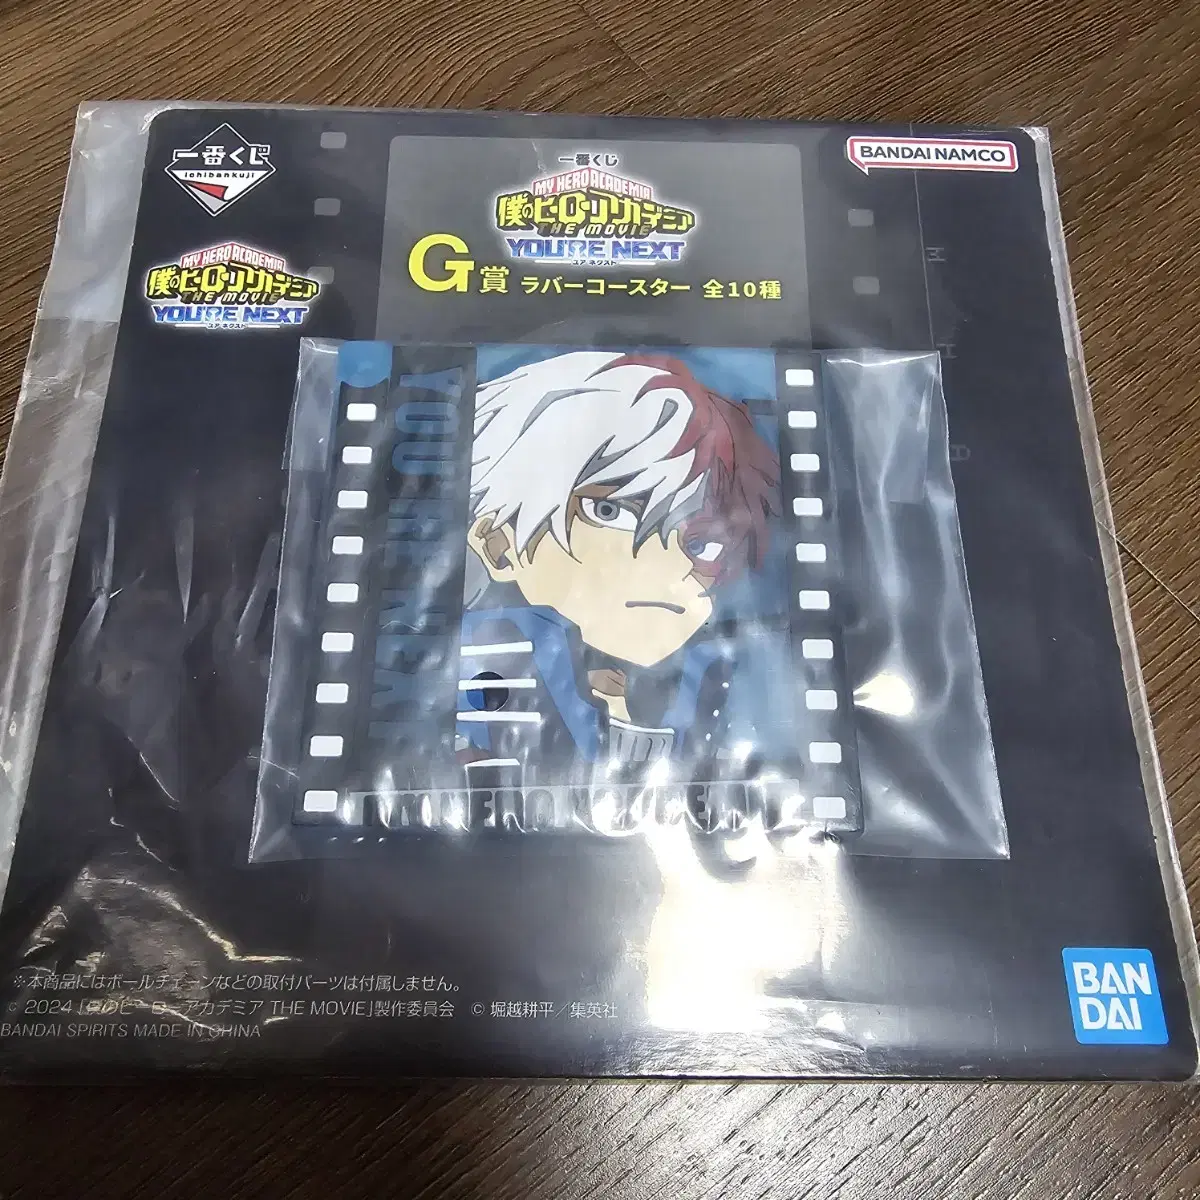 一番くじ
ichibankuji
BANDAI NAMCO
一番くじ
MY HERO ACADEMIA
僕のヒーローアカデミア
THE MOVIE
YOU'RE NEXT
ユア ネクスト
G賞 ラバーコースター 全10種
MY HERO ACADEMIA
僕のヒーローアカデミア
THE MOVIE
YOU'RE NEXT
ユア ネクスト
YOU'RE NEXT
※本商品にはボールチェーンなどの取付パーツは付属しません。
© 2024「僕のヒーローアカデミア THE MOVIE」製作委員会 © 堀越耕平／集英社
BANDAI SPIRITS MADE IN CHINA
BAN
DAI